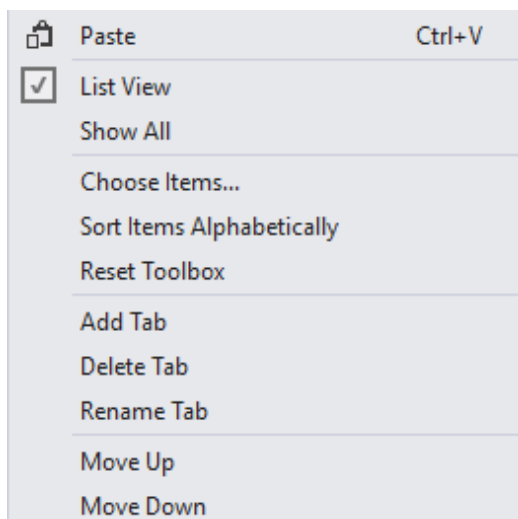 Paste Ctrl+V
List View
Show All
Choose Items...
Sort Items Alphabetically
Reset Toolbox
Add Tab
Delete Tab
Rename Tab
Move Up
Move Down